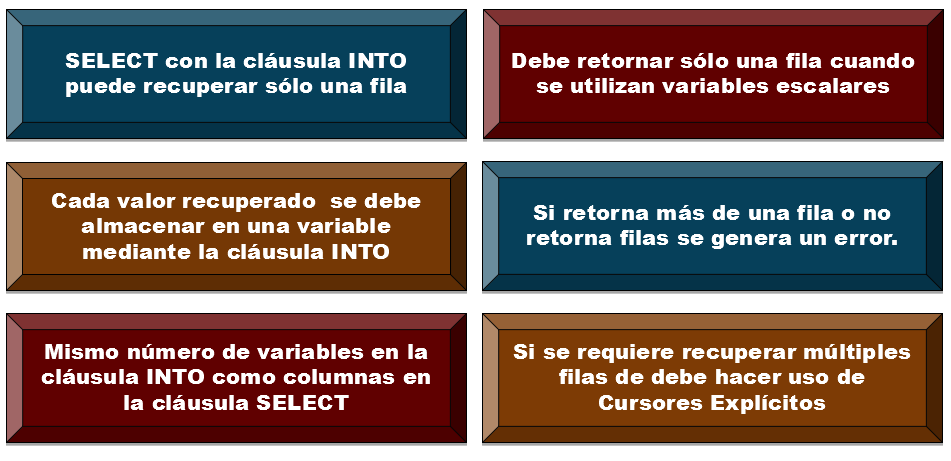 SELECT con la cláusula INTO
puede recuperar sólo una fila
Debe retornar sólo una fila cuando
se utilizan variables escalares
Cada valor recuperado se debe
almacenar en una variable
mediante la cláusula INTO
Si retorna más de una fila o no
retorna filas se genera un error.
Mismo número de variables en la
cláusula INTO como columnas en
la cláusula SELECT
Si se requiere recuperar múltiples
filas de debe hacer uso de
Cursores Explícitos